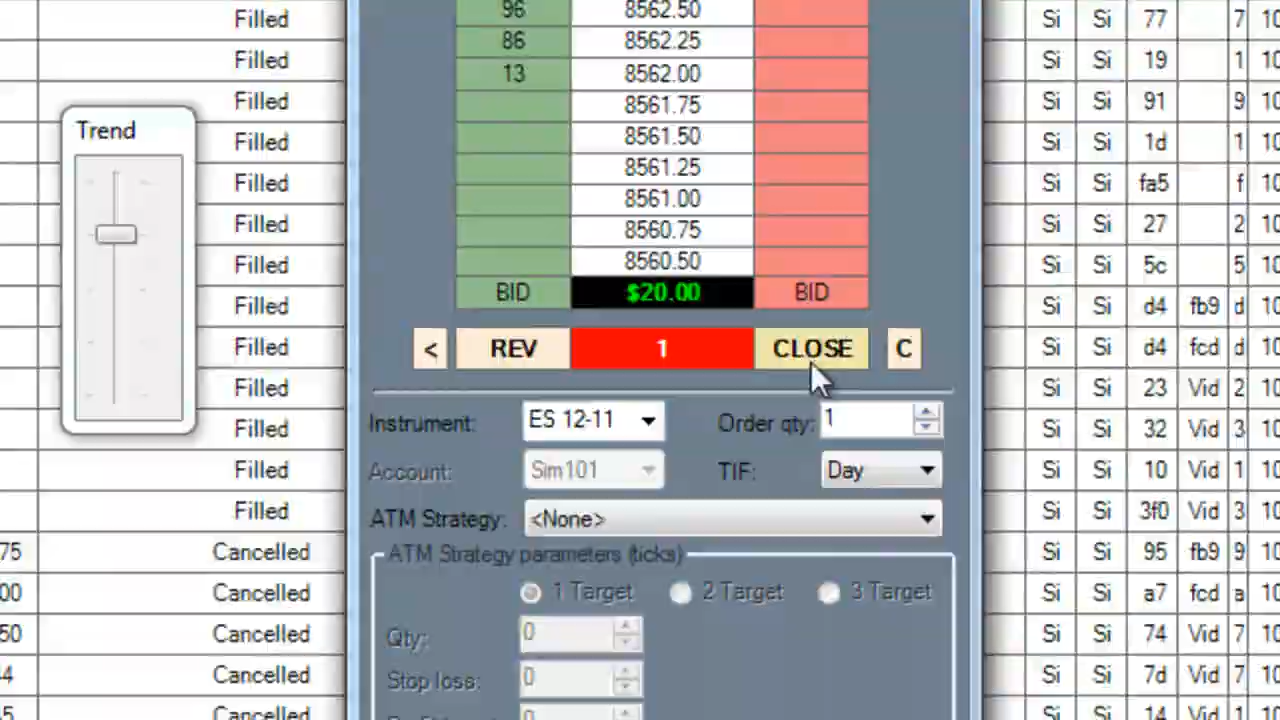 Filled 96 8562.50 Si Si 77 7 10
Filled 86 8562.25 Si Si 19 1 10
13 8562.00
Filled 8561.75 Si Si 91 9 10
Trend
Filled 8561.50 Si Si 1d 1 10
8561.25
Filled 8561.00 Si Si fa5 f 10
Filled 8560.75 Si Si 27 2 10
Filled 8560.50 Si Si 5c 5 10
Filled BID $20.00 BID Si Si d4 fb9 d 10
Filled < REV 1 CLOSE C Si Si d4 fcd d 10
Filled Si Si 23 Vid 2 10
Filled Instrument: ES 12-11 Order qty: 1 Si Si 32 Vid 3 10
Filled Account: Sim101 TIF: Day Si Si 10 Vid 1 10
Filled ATM Strategy: <None> Si Si 3f0 Vid 3 10
75 Cancelled ATM Strategy parameters (ticks) Si Si 95 fb9 9 10
00 Cancelled 1 Target 2 Target 3 Target Si Si a7 fcd a 10
50 Cancelled Qty: 0 Si Si 74 Vid 7 10
44 Cancelled Stop loss: 0 Si Si 7d Vid 7 10
Cancelled Si Si 14 Vid 1 10